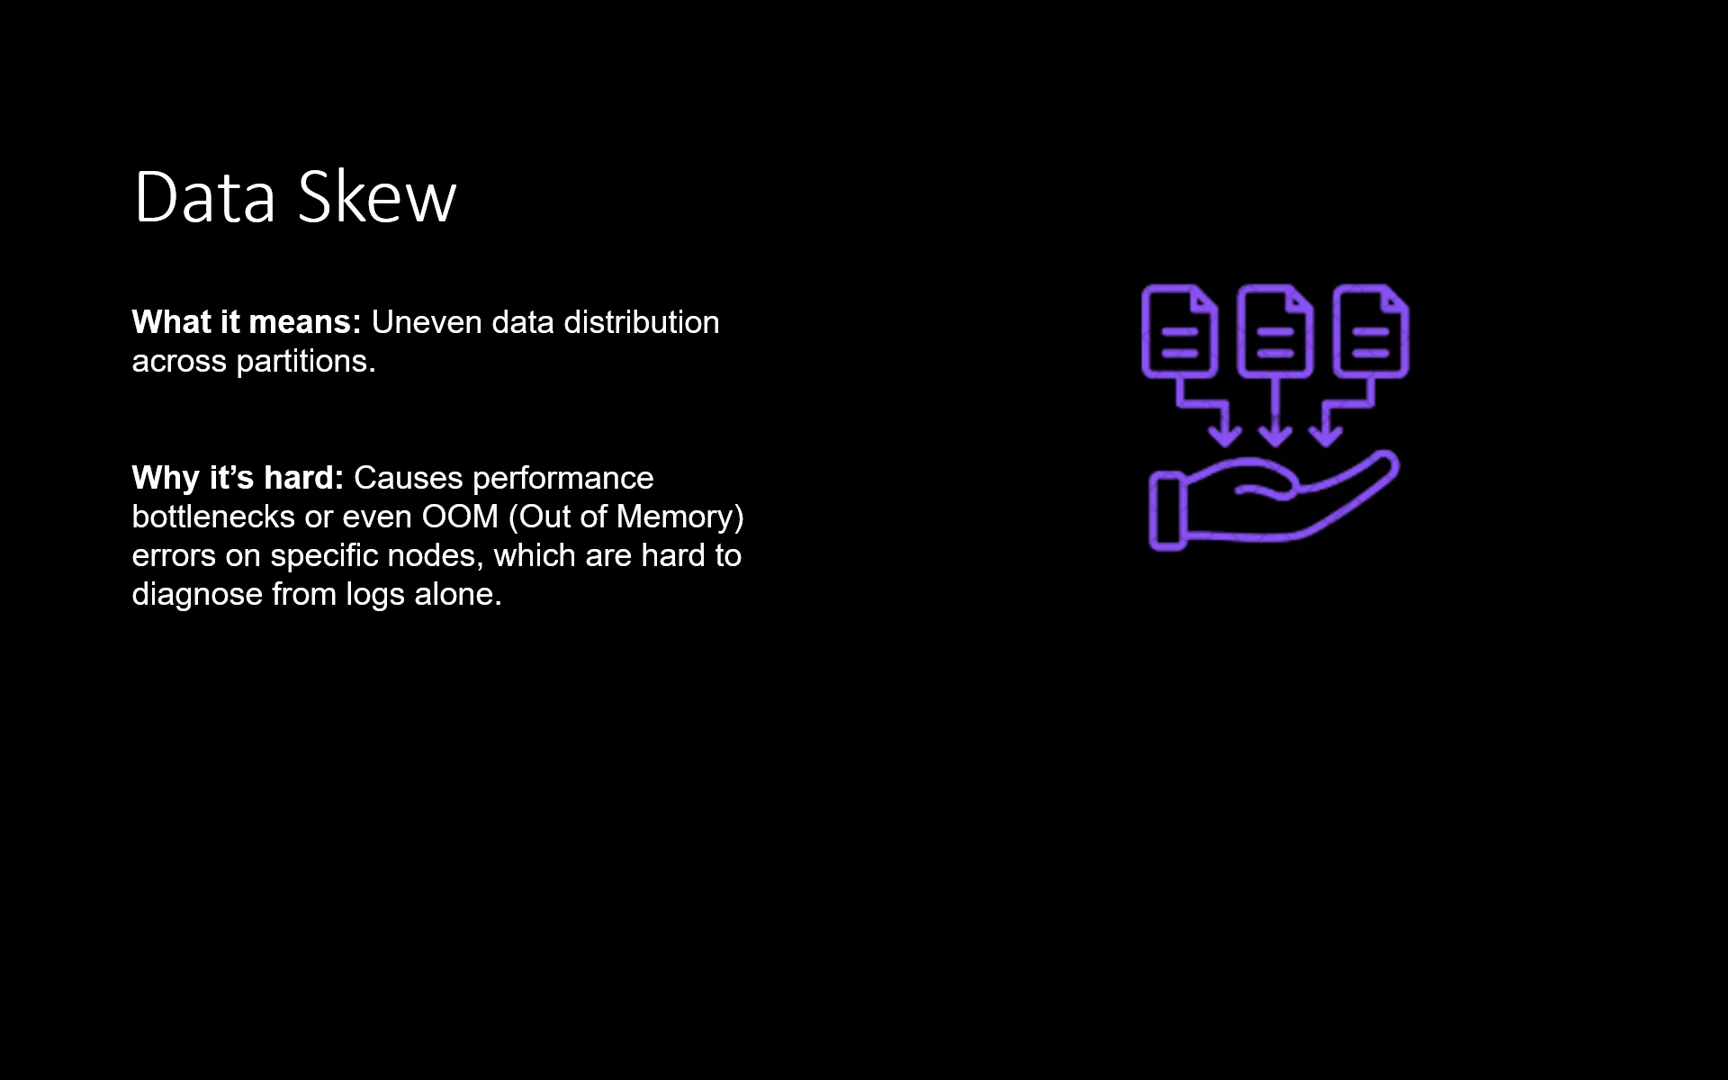 Data Skew
What it means: Uneven data distribution
across partitions.
Why it’s hard: Causes performance
bottlenecks or even OOM (Out of Memory)
errors on specific nodes, which are hard to
diagnose from logs alone.